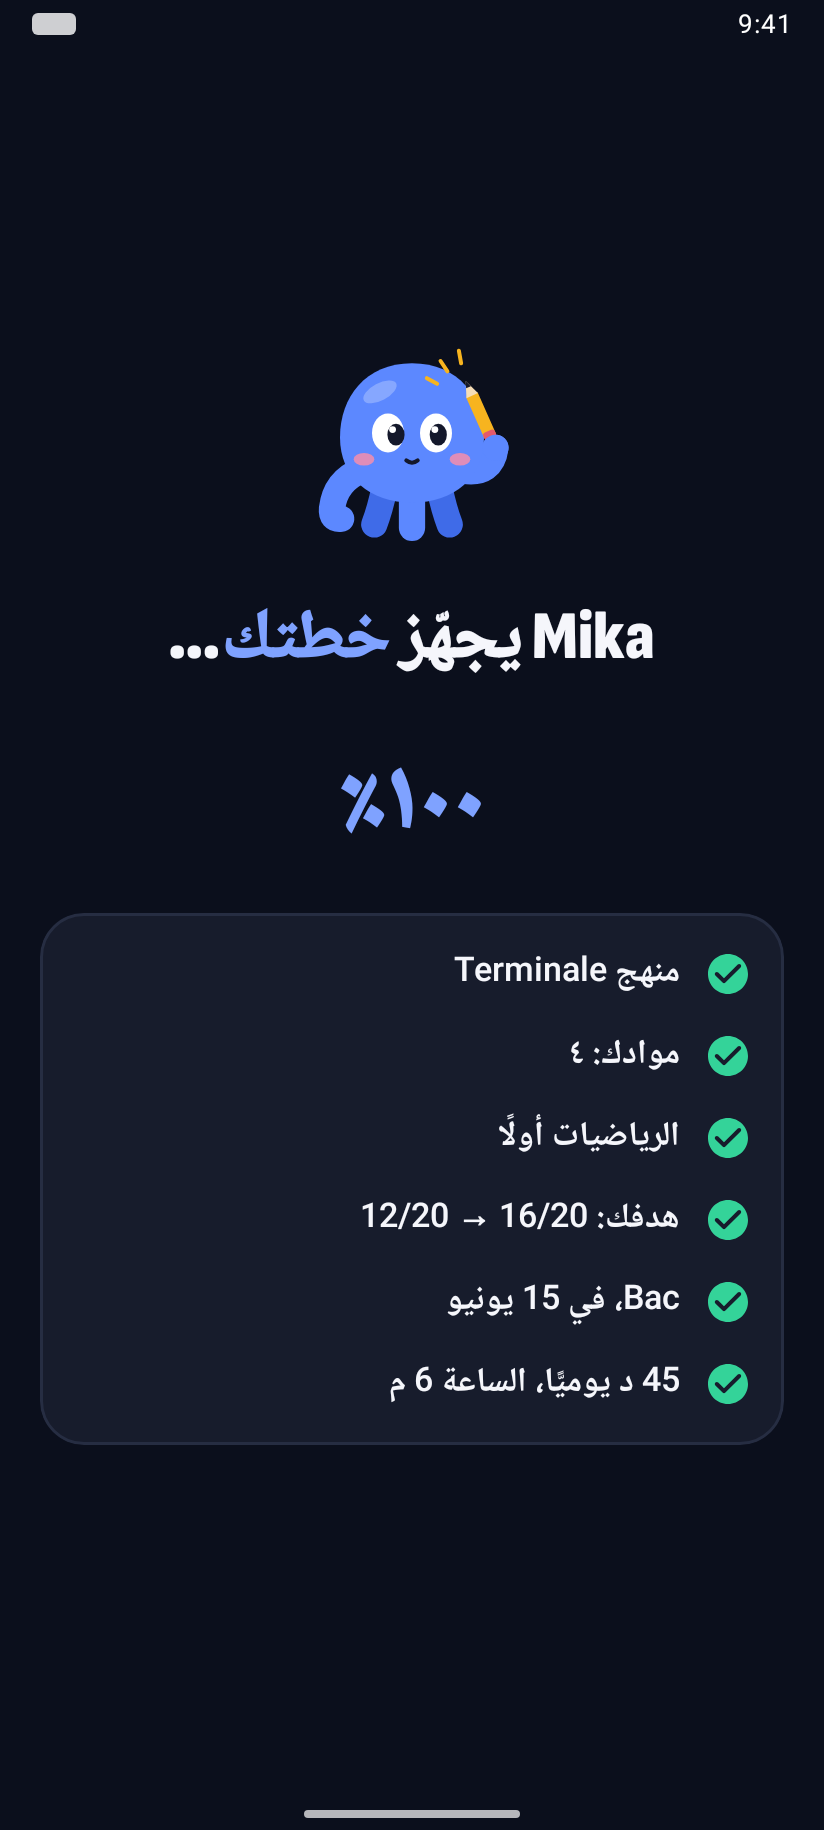 9:41
Mika يجهّز خطتك...
١٠٠٪
منهج Terminale
موادك: ٤
الرياضيات أولًا
هدفك: 16/20 → 12/20
Bac، في 15 يونيو
45 د يوميًا، الساعة 6 م